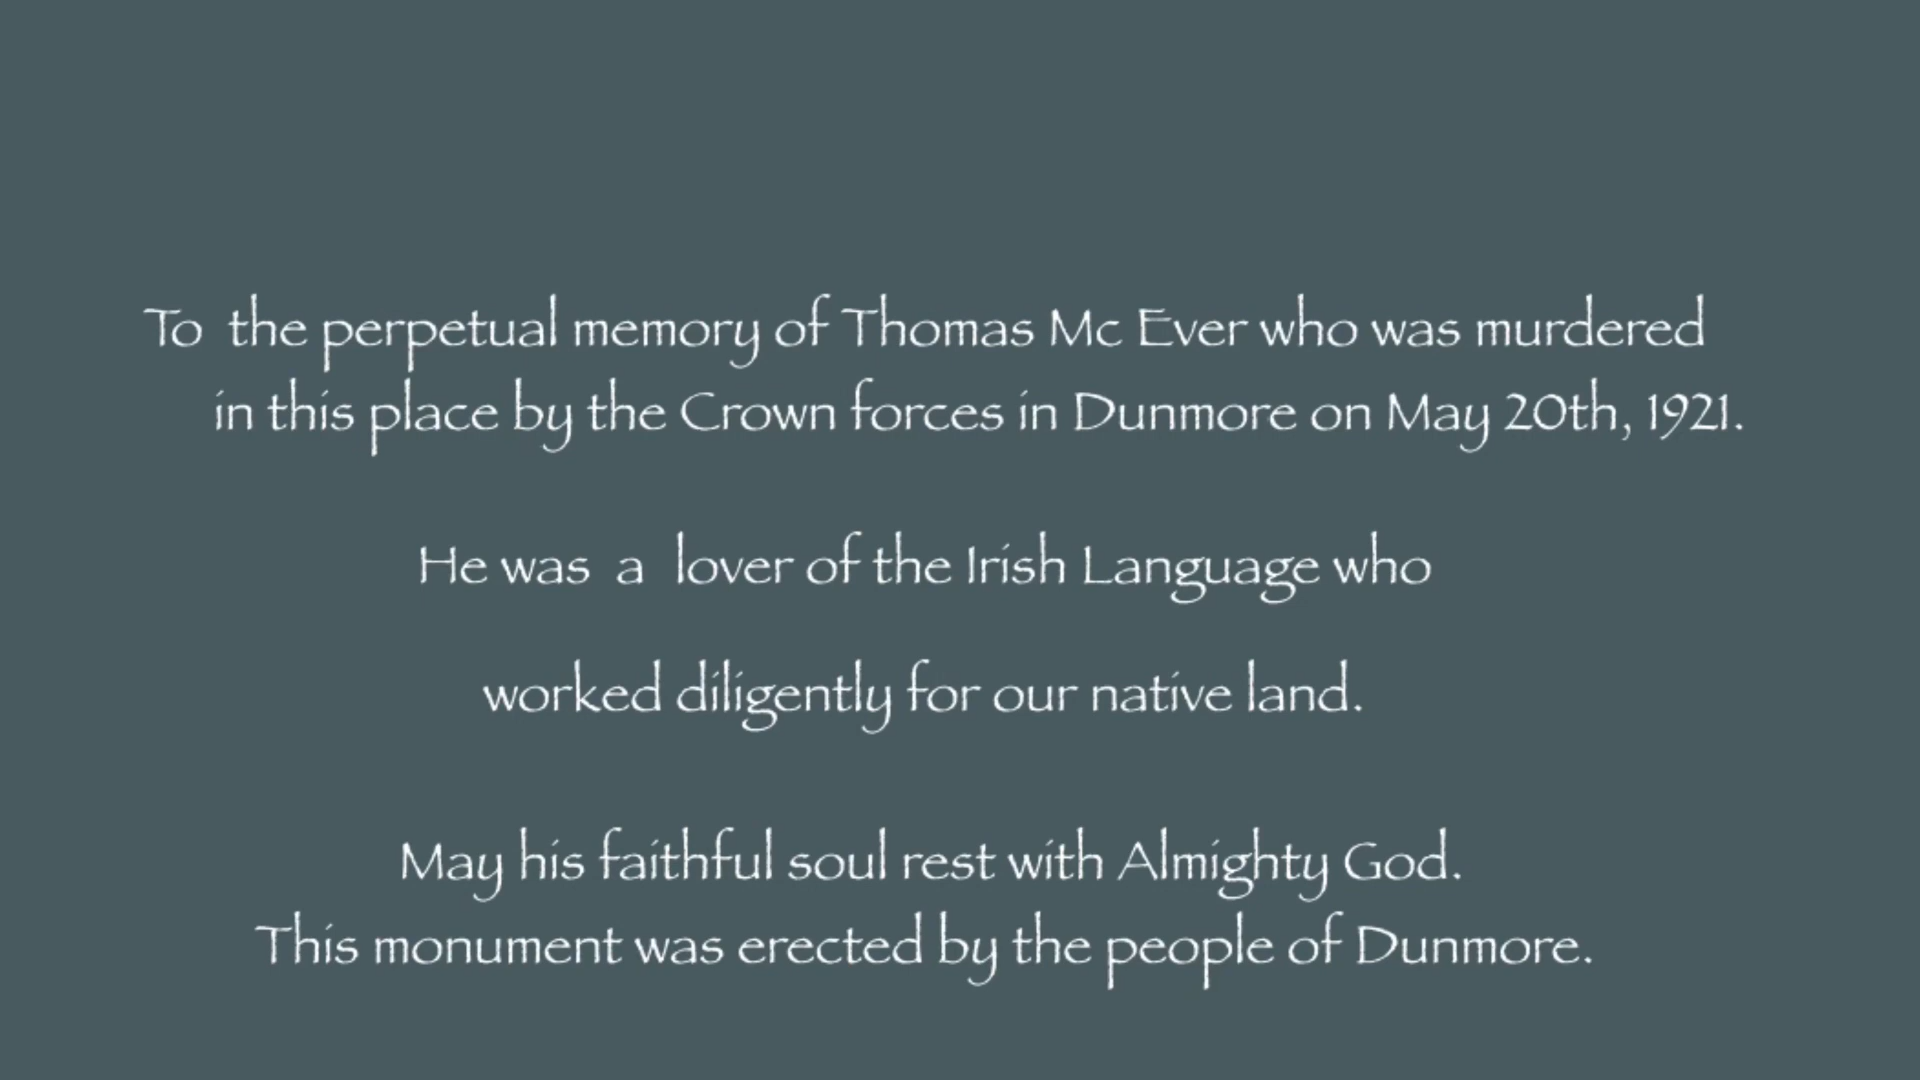 To the perpetual memory of Thomas Mc Ever who was murdered
in this place by the Crown forces in Dunmore on May 20th, 1921.
He was a lover of the Irish Language who
worked diligently for our native land.
May his faithful soul rest with Almighty God.
This monument was erected by the people of Dunmore.